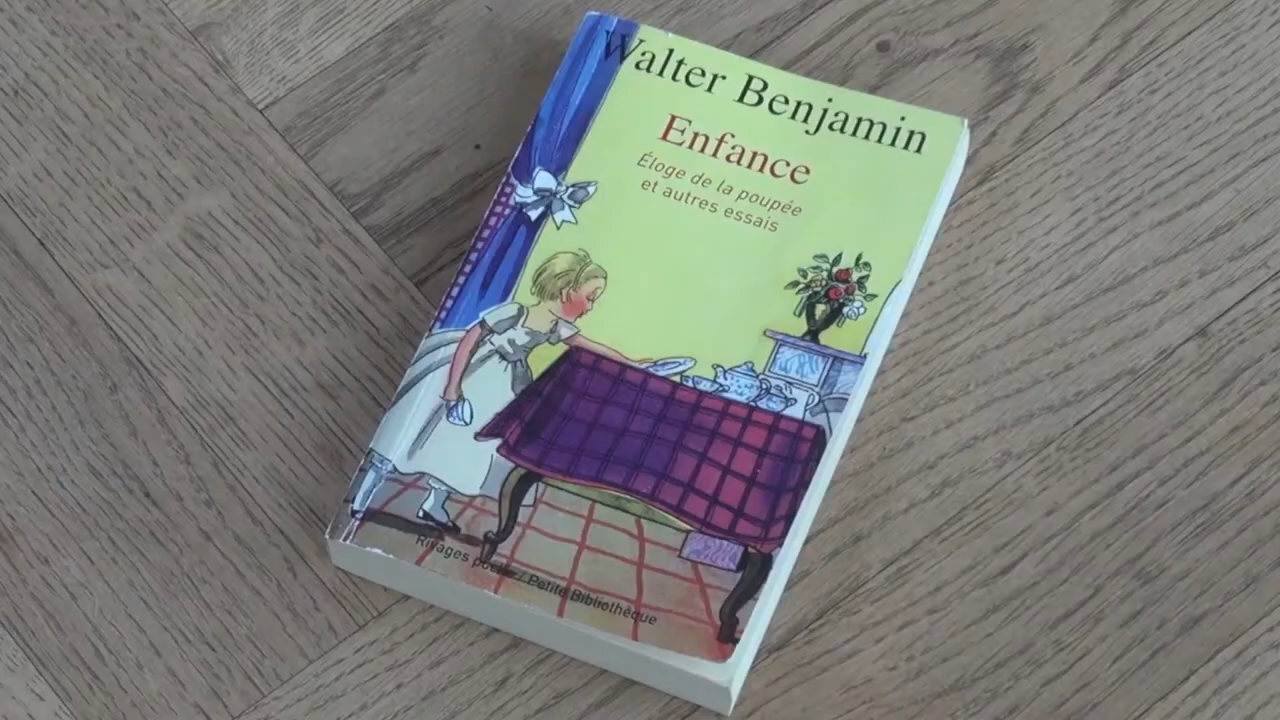 Walter Benjamin
Enfance
Éloge de la poupée
et autres essais
Rivages poche / Petite Bibliothèque